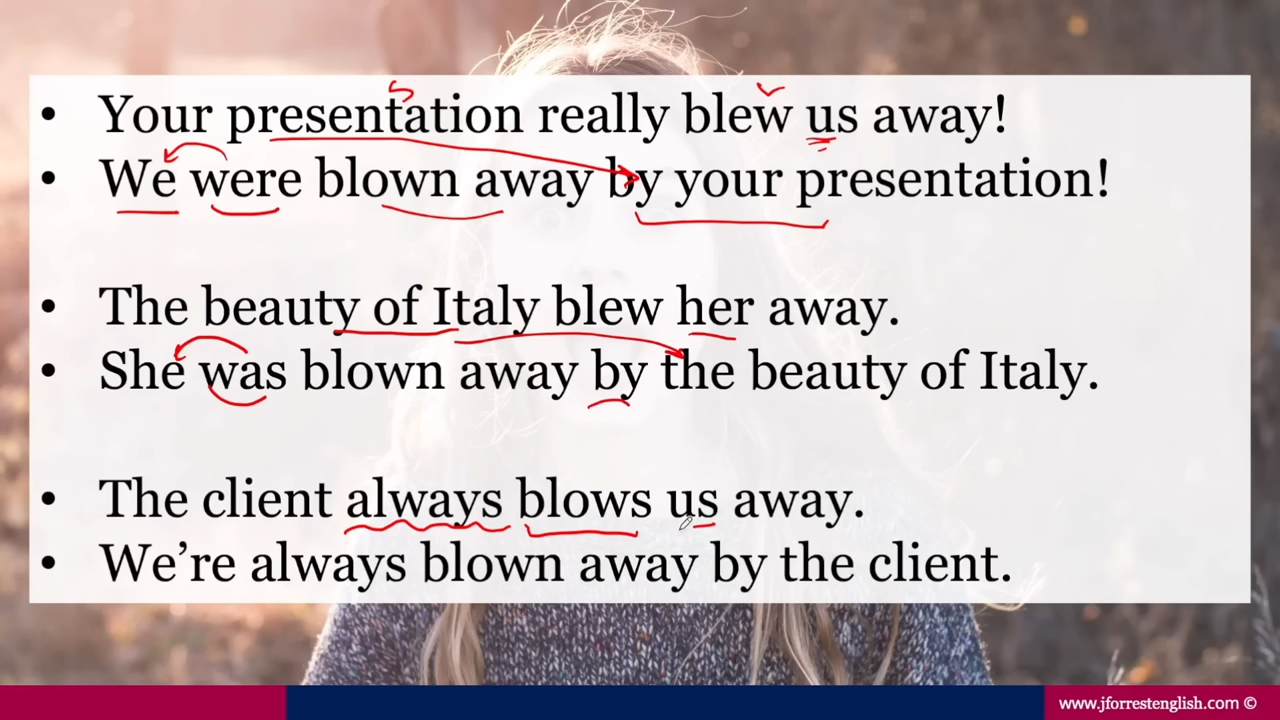 • Your presentation really blew us away!
• We were blown away by your presentation!
• The beauty of Italy blew her away.
• She was blown away by the beauty of Italy.
• The client always blows us away.
• We’re always blown away by the client.
www.jforrestenglish.com ©